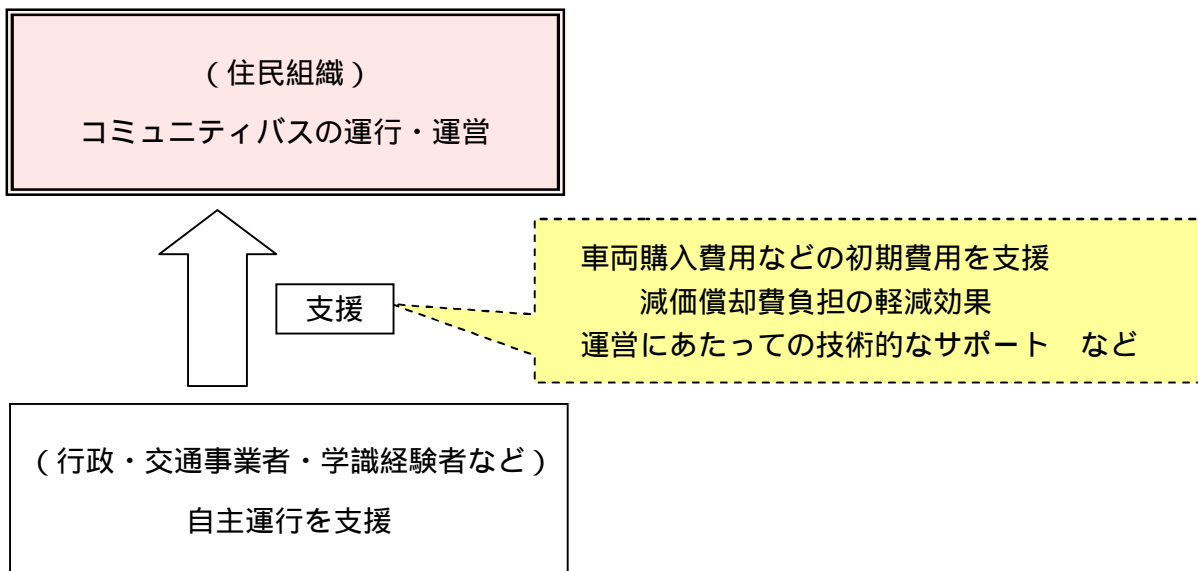 （住民組織）
コミュニティバスの運行・運営
車両購入費用などの初期費用を支援
減価償却費負担の軽減効果
運営にあたっての技術的なサポート　など
支援
（行政・交通事業者・学識経験者など）
自主運行を支援